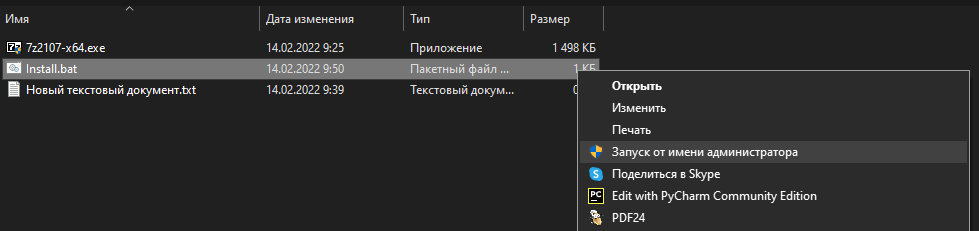 Имя Дата изменения Тип Размер
7z2107-x64.exe 14.02.2022 9:25 Приложение 1 498 КБ
Install.bat 14.02.2022 9:50 Пакетный файл ... 1 КБ
Новый текстовый документ.txt 14.02.2022 9:39 Текстовый докум...
Открыть
Изменить
Печать
Запуск от имени администратора
Поделиться в Skype
Edit with PyCharm Community Edition
PDF24